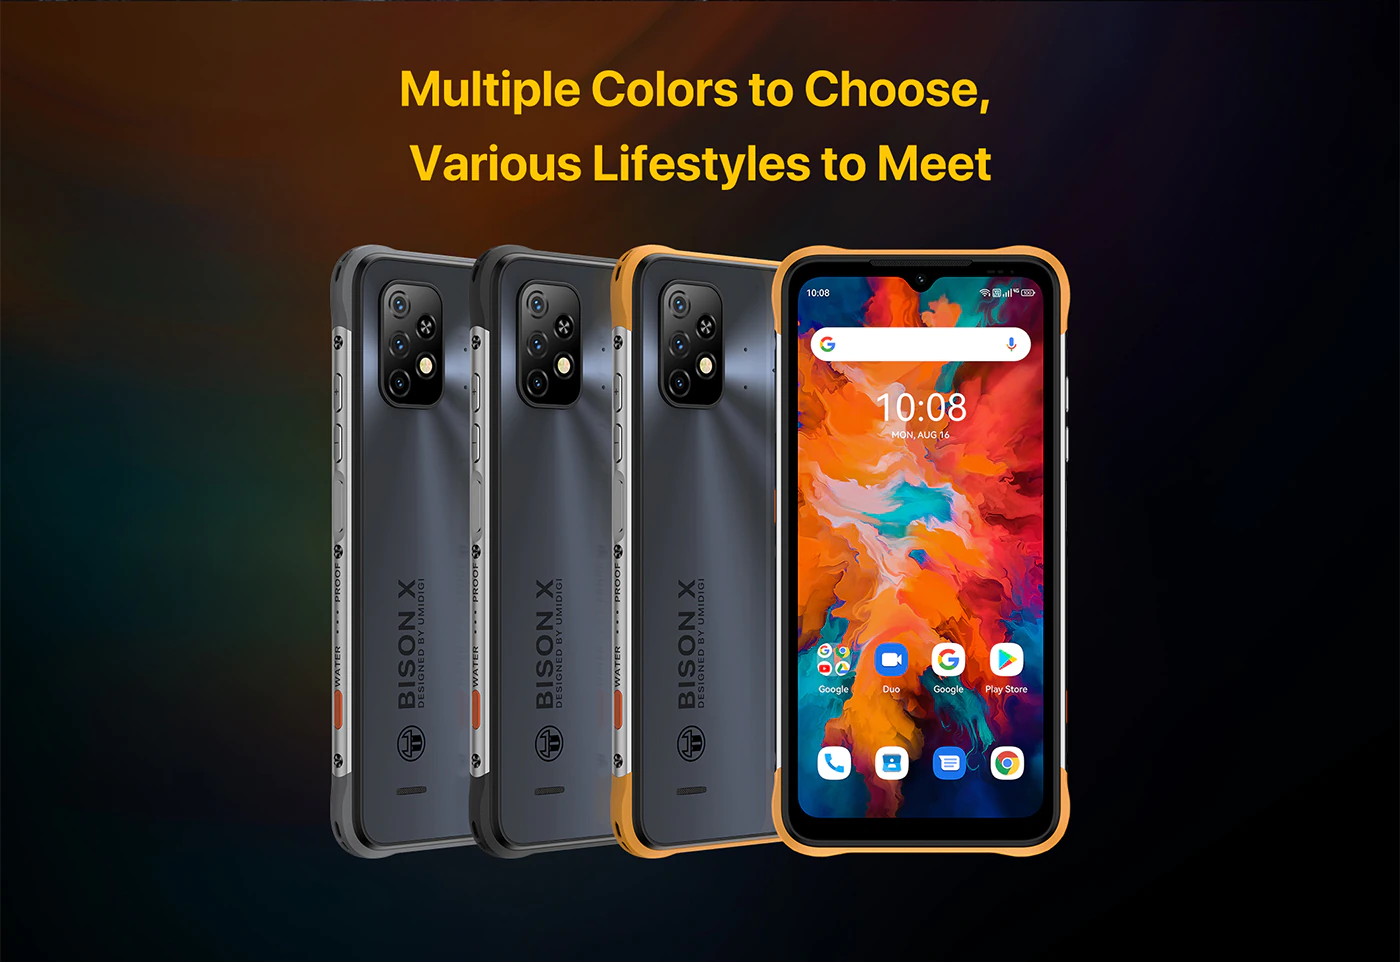 Multiple Colors to Choose,
Various Lifestyles to Meet
WATER PROOF
BISON X
DESIGNED BY UMIDIGI
WATER PROOF
BISON X
DESIGNED BY UMIDIGI
WATER PROOF
BISON X
DESIGNED BY UMIDIGI
10:08
4G
100
10:08
MON, AUG 16
Google
Duo
Google
Play Store